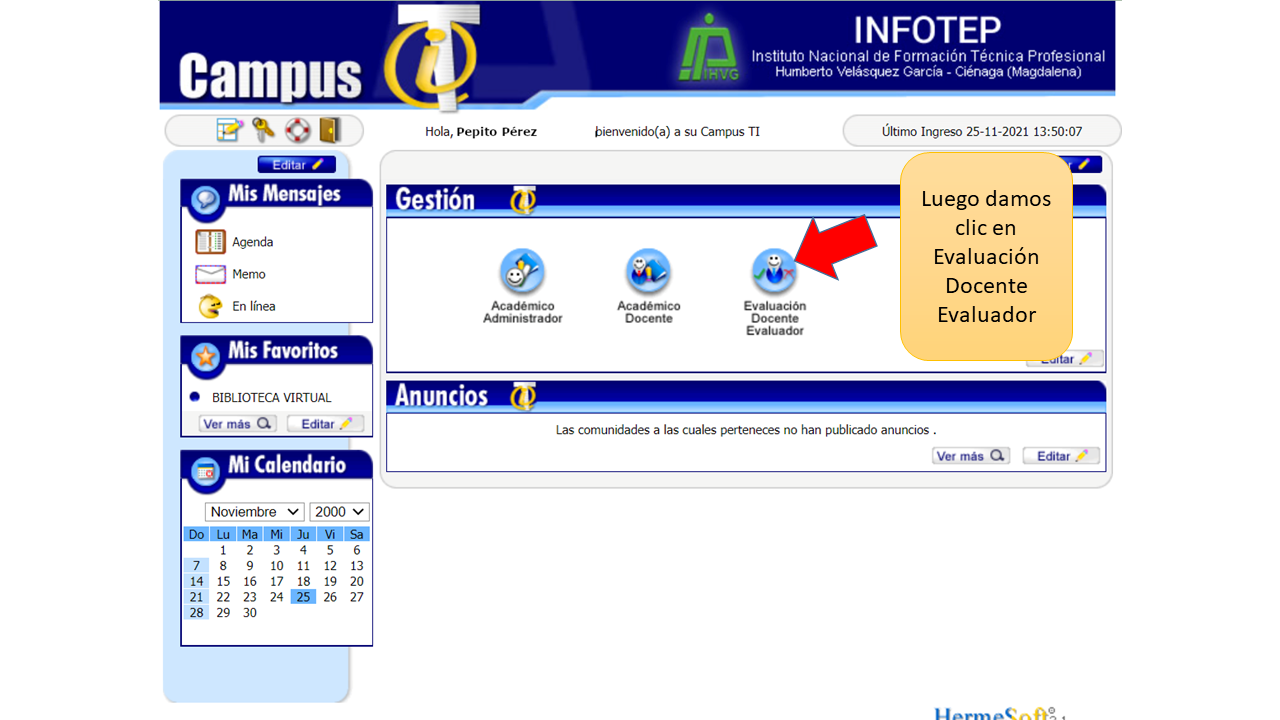 Campus
INFOTEP
Instituto Nacional de Formación Técnica Profesional
Humberto Velásquez García - Ciénaga (Magdalena)
IHVG
Hola, Pepito Pérez
bienvenido(a) a su Campus TI
Último Ingreso 25-11-2021 13:50:07
Editar
Mis Mensajes
Agenda
Memo
En línea
Mis Favoritos
BIBLIOTECA VIRTUAL
Ver más
Editar
Mi Calendario
Noviembre 2000
Do Lu Ma Mi Ju Vi Sa
1 2 3 4 5 6
7 8 9 10 11 12 13
14 15 16 17 18 19 20
21 22 23 24 25 26 27
28 29 30
Gestión
Académico
Administrador
Académico
Docente
Evaluación
Docente
Evaluador
Luego damos
clic en
Evaluación
Docente
Evaluador
Editar
Anuncios
Las comunidades a las cuales perteneces no han publicado anuncios .
Ver más
Editar
HermeSoft